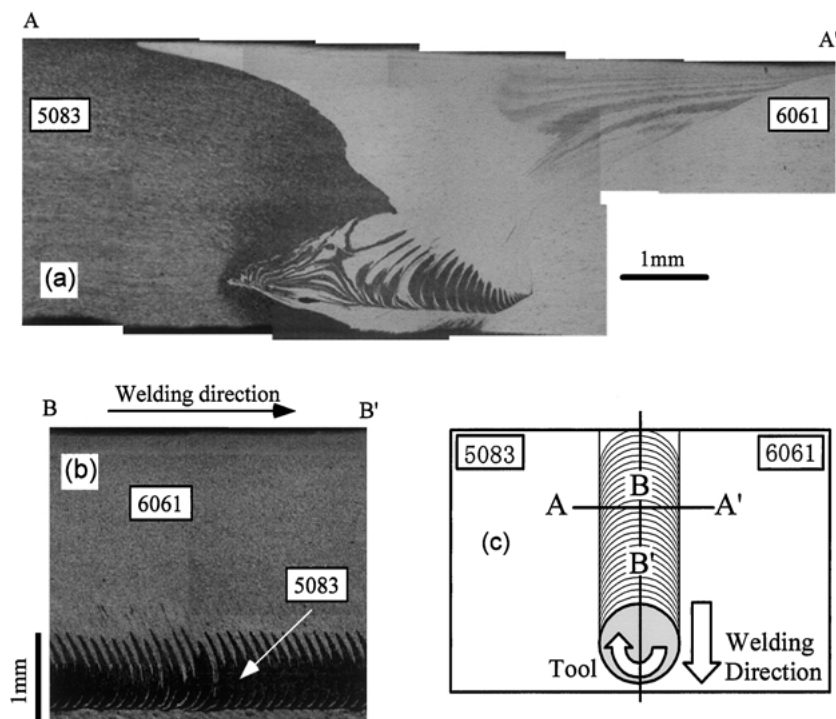 A
A'
5083
6061
(a)
1mm
Welding direction
B
B'
(b)
6061
5083
1mm
5083
6061
B
A
A'
(c)
B'
Tool
Welding
Direction